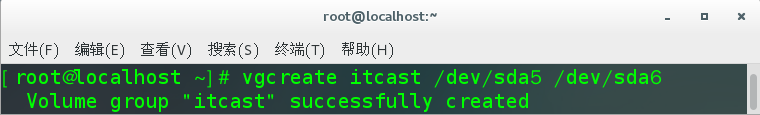 root@localhost:~
文件(F) 编辑(E) 查看(V) 搜索(S) 终端(T) 帮助(H)
[root@localhost ~]# vgcreate itcast /dev/sda5 /dev/sda6
  Volume group "itcast" successfully created